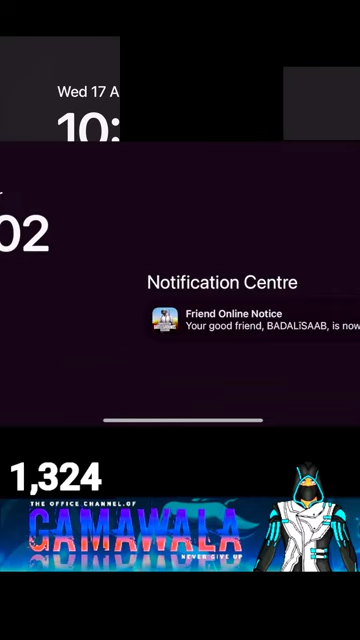 Wed 17 A
10:
02
Notification Centre
Friend Online Notice
Your good friend, BADALiSAAB, is now
1,324
THE OFFICE CHANNEL.OF
GAMAWALA
NEVER GIVE UP